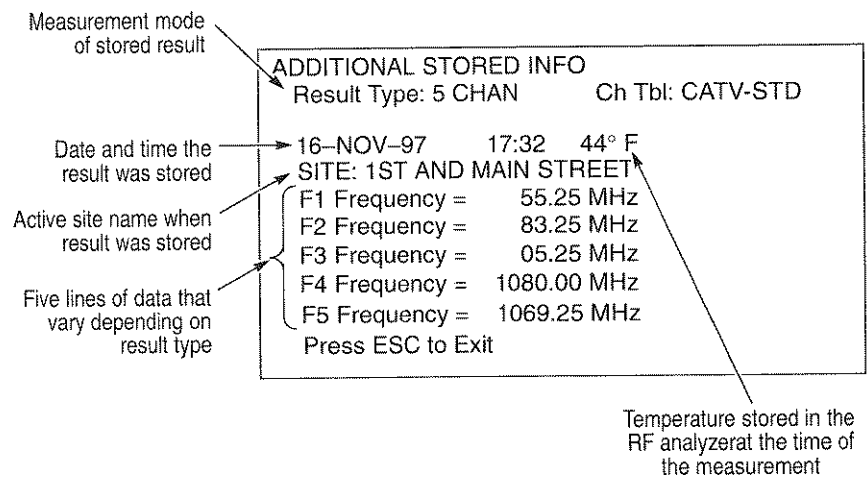 Measurement mode
of stored result
ADDITIONAL STORED INFO
Result Type: 5 CHAN Ch Tbl: CATV-STD
Date and time the
result was stored
16–NOV–97 17:32 44° F
SITE: 1ST AND MAIN STREET
Active site name when
result was stored
F1 Frequency = 55.25 MHz
F2 Frequency = 83.25 MHz
F3 Frequency = 05.25 MHz
F4 Frequency = 1080.00 MHz
F5 Frequency = 1069.25 MHz
Five lines of data that
vary depending on
result type
Press ESC to Exit
Temperature stored in the
RF analyzerat the time of
the measurement